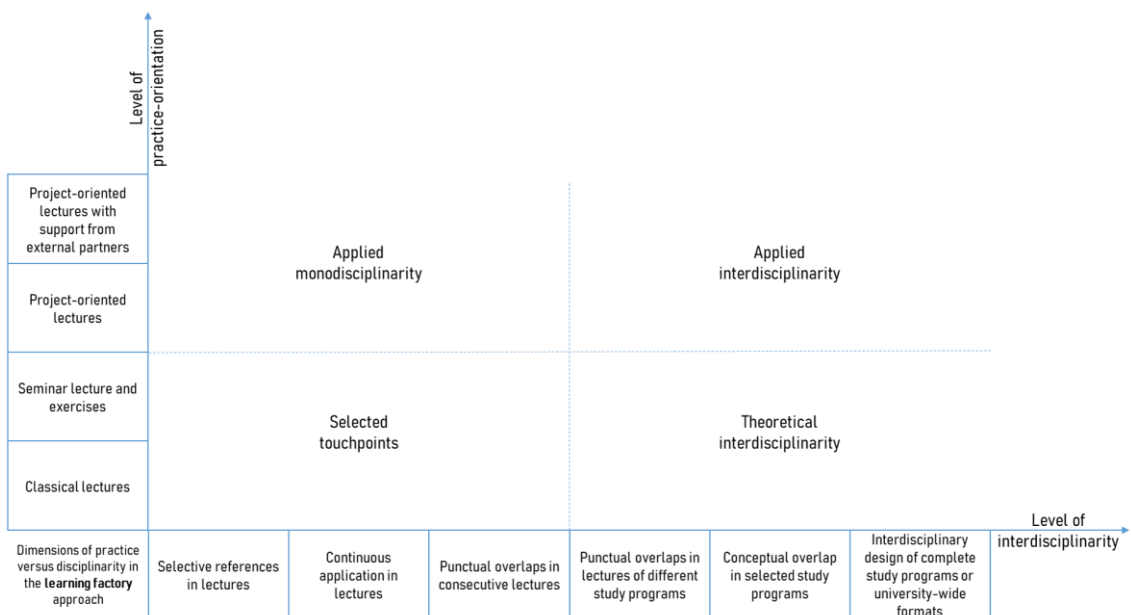 Level of
practice-orientation
Project-oriented
lectures with
support from
external partners
Project-oriented
lectures
Seminar lecture and
exercises
Classical lectures
Applied
monodisciplinarity
Applied
interdisciplinarity
Selected
touchpoints
Theoretical
interdisciplinarity
Level of
interdisciplinarity
Dimensions of practice
versus disciplinarity in
the learning factory
approach
Selective references
in lectures
Continuous
application in
lectures
Punctual overlaps in
consecutive lectures
Punctual overlaps in
lectures of different
study programs
Conceptual overlap
in selected study
programs
Interdisciplinary
design of complete
study programs or
university-wide
formats